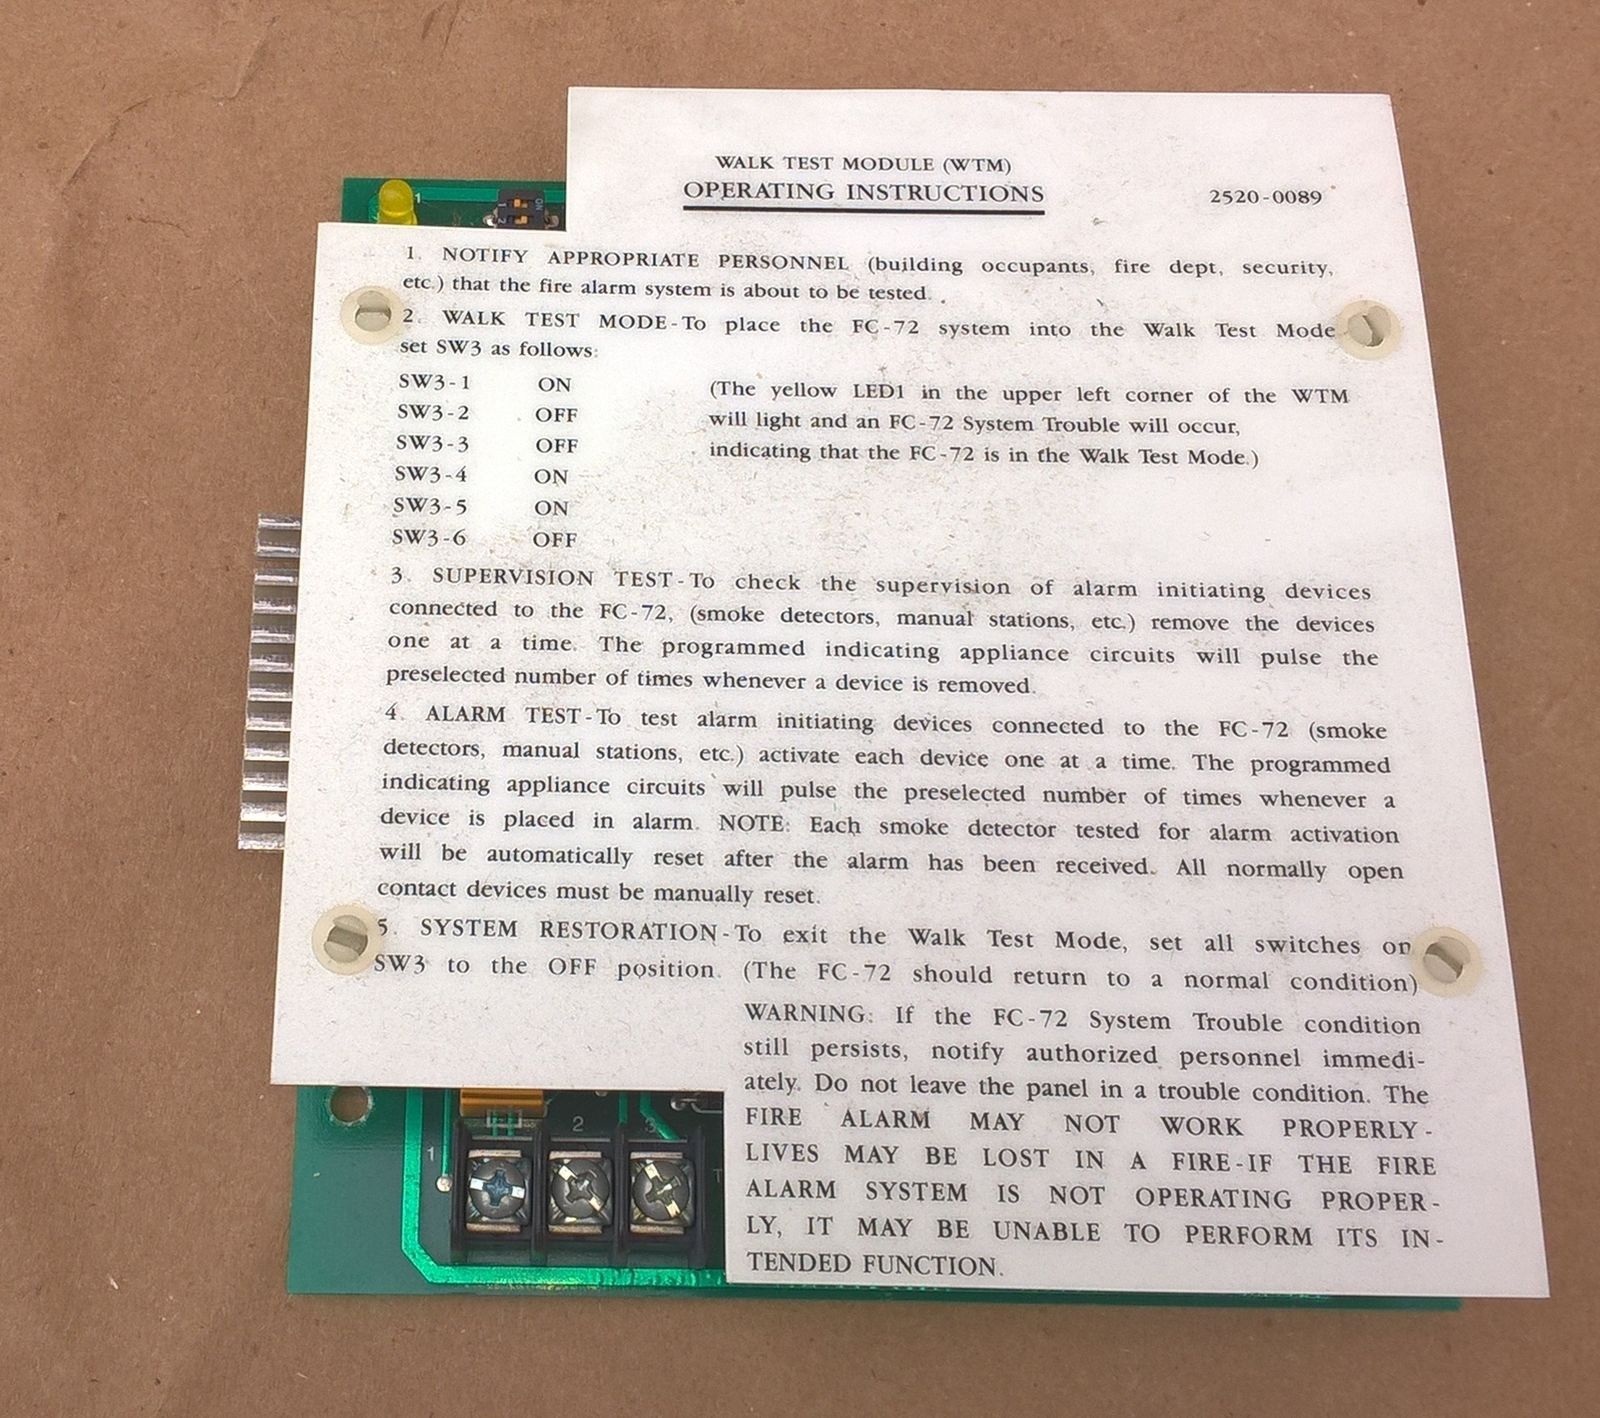 WALK TEST MODULE (WTM)
OPERATING INSTRUCTIONS
2520-0089
1
ON
1
2
1. NOTIFY APPROPRIATE PERSONNEL (building occupants, fire dept, security,
etc.) that the fire alarm system is about to be tested.
2. WALK TEST MODE-To place the FC-72 system into the Walk Test Mode
set SW3 as follows:
SW3-1 ON
SW3-2 OFF
SW3-3 OFF
SW3-4 ON
SW3-5 ON
SW3-6 OFF
(The yellow LED1 in the upper left corner of the WTM
will light and an FC-72 System Trouble will occur,
indicating that the FC-72 is in the Walk Test Mode.)
3. SUPERVISION TEST-To check the supervision of alarm initiating devices
connected to the FC-72, (smoke detectors, manual stations, etc.) remove the devices
one at a time. The programmed indicating appliance circuits will pulse the
preselected number of times whenever a device is removed.
4. ALARM TEST-To test alarm initiating devices connected to the FC-72 (smoke
detectors, manual stations, etc.) activate each device one at a time. The programmed
indicating appliance circuits will pulse the preselected number of times whenever a
device is placed in alarm. NOTE: Each smoke detector tested for alarm activation
will be automatically reset after the alarm has been received. All normally open
contact devices must be manually reset.
5. SYSTEM RESTORATION-To exit the Walk Test Mode, set all switches on
SW3 to the OFF position. (The FC-72 should return to a normal condition)
WARNING: If the FC-72 System Trouble condition
still persists, notify authorized personnel immedi-
ately. Do not leave the panel in a trouble condition. The
FIRE ALARM MAY NOT WORK PROPERLY-
LIVES MAY BE LOST IN A FIRE-IF THE FIRE
ALARM SYSTEM IS NOT OPERATING PROPER-
LY, IT MAY BE UNABLE TO PERFORM ITS IN-
TENDED FUNCTION.
1
2
3